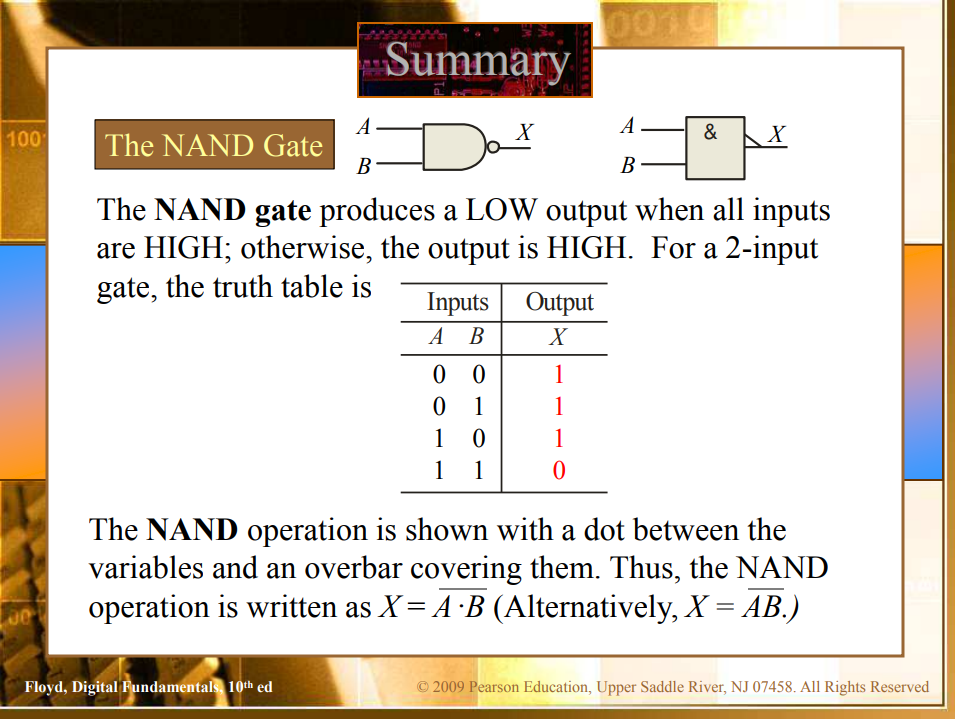 Summary
The NAND Gate
A
B
X
A
B
&
X
The NAND gate produces a LOW output when all inputs
are HIGH; otherwise, the output is HIGH. For a 2-input
gate, the truth table is
Inputs Output
A B X
0 0 1
0 1 1
1 0 1
1 1 0
The NAND operation is shown with a dot between the
variables and an overbar covering them. Thus, the NAND
operation is written as X = A̅ ·̅B̅ (Alternatively, X = A̅B̅.)
Floyd, Digital Fundamentals, 10th ed
© 2009 Pearson Education, Upper Saddle River, NJ 07458. All Rights Reserved